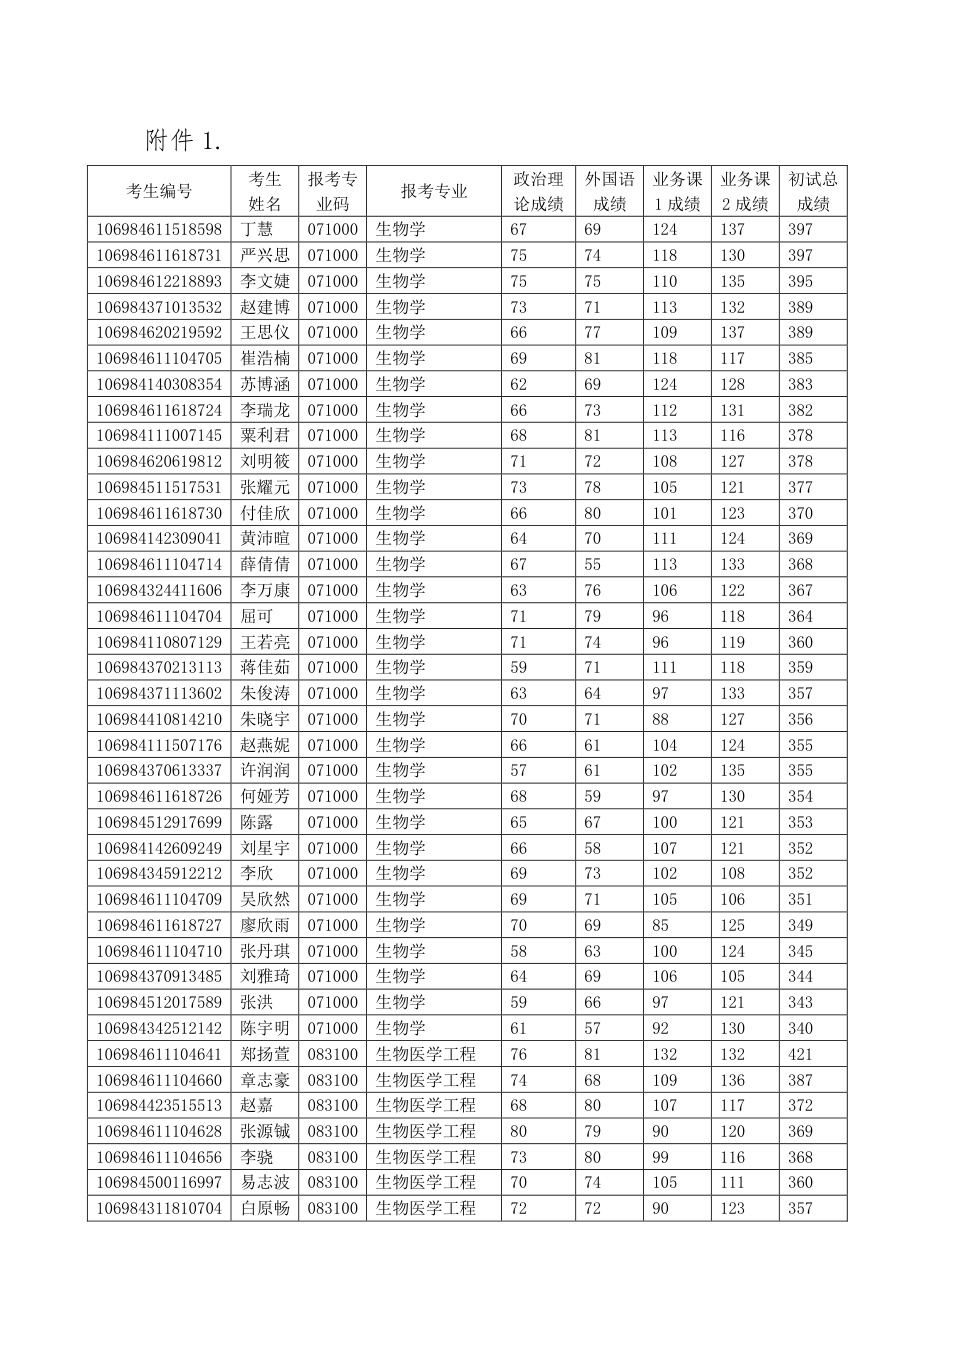 附件 1.
考生编号 考生姓名 报考专业码 报考专业 政治理论成绩 外国语成绩 业务课1 成绩 业务课2 成绩 初试总成绩
106984611518598 丁慧 071000 生物学 67 69 124 137 397
106984611618731 严兴思 071000 生物学 75 74 118 130 397
106984612218893 李文婕 071000 生物学 75 75 110 135 395
106984371013532 赵建博 071000 生物学 73 71 113 132 389
106984620219592 王思仪 071000 生物学 66 77 109 137 389
106984611104705 崔浩楠 071000 生物学 69 81 118 117 385
106984140308354 苏博涵 071000 生物学 62 69 124 128 383
106984611618724 李瑞龙 071000 生物学 66 73 112 131 382
106984111007145 粟利君 071000 生物学 68 81 113 116 378
106984620619812 刘明筱 071000 生物学 71 72 108 127 378
106984511517531 张耀元 071000 生物学 73 78 105 121 377
106984611618730 付佳欣 071000 生物学 66 80 101 123 370
106984142309041 黄沛暄 071000 生物学 64 70 111 124 369
106984611104714 薛倩倩 071000 生物学 67 55 113 133 368
106984324411606 李万康 071000 生物学 63 76 106 122 367
106984611104704 屈可 071000 生物学 71 79 96 118 364
106984110807129 王若亮 071000 生物学 71 74 96 119 360
106984370213113 蒋佳茹 071000 生物学 59 71 111 118 359
106984371113602 朱俊涛 071000 生物学 63 64 97 133 357
106984410814210 朱晓宇 071000 生物学 70 71 88 127 356
106984111507176 赵燕妮 071000 生物学 66 61 104 124 355
106984370613337 许润润 071000 生物学 57 61 102 135 355
106984611618726 何娅芳 071000 生物学 68 59 97 130 354
106984512917699 陈露 071000 生物学 65 67 100 121 353
106984142609249 刘星宇 071000 生物学 66 58 107 121 352
106984345912212 李欣 071000 生物学 69 73 102 108 352
106984611104709 吴欣然 071000 生物学 69 71 105 106 351
106984611618727 廖欣雨 071000 生物学 70 69 85 125 349
106984611104710 张丹琪 071000 生物学 58 63 100 124 345
106984370913485 刘雅琦 071000 生物学 64 69 106 105 344
106984512017589 张洪 071000 生物学 59 66 97 121 343
106984342512142 陈宇明 071000 生物学 61 57 92 130 340
106984611104641 郑扬萱 083100 生物医学工程 76 81 132 132 421
106984611104660 章志豪 083100 生物医学工程 74 68 109 136 387
106984423515513 赵嘉 083100 生物医学工程 68 80 107 117 372
106984611104628 张源铖 083100 生物医学工程 80 79 90 120 369
106984611104656 李骁 083100 生物医学工程 73 80 99 116 368
106984500116997 易志波 083100 生物医学工程 70 74 105 111 360
106984311810704 白原畅 083100 生物医学工程 72 72 90 123 357